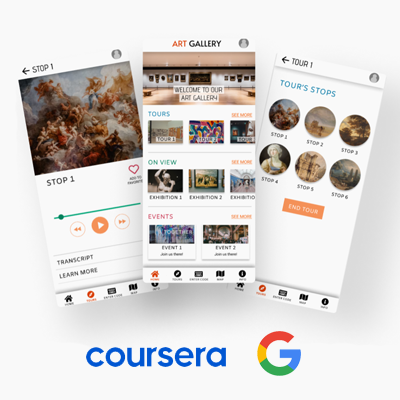 STOP 1
STOP 1
ADD TO
FAVORITES
TRANSCRIPT
LEARN MORE
HOME
TOURS
ENTER CODE
MAP
ART GALLERY
WELCOME TO OUR
ART GALLERY
TOURS
SEE MORE
TOUR 1
TOUR 2
TOUR 3
ON VIEW
SEE MORE
EXHIBITION 1
EXHIBITION 2
EVENTS
SEE MORE
TOGETHER
EVENT 1
Join us there!
EVENT 2
Join us there!
HOME
TOURS
ENTER CODE
MAP
INFO
TOUR 1
TOUR'S STOPS
STOP 1
STOP 2
STOP 3
STOP 4
STOP 5
STOP 6
END TOUR
HOME
TOURS
ENTER CODE
MAP
INFO
coursera
G